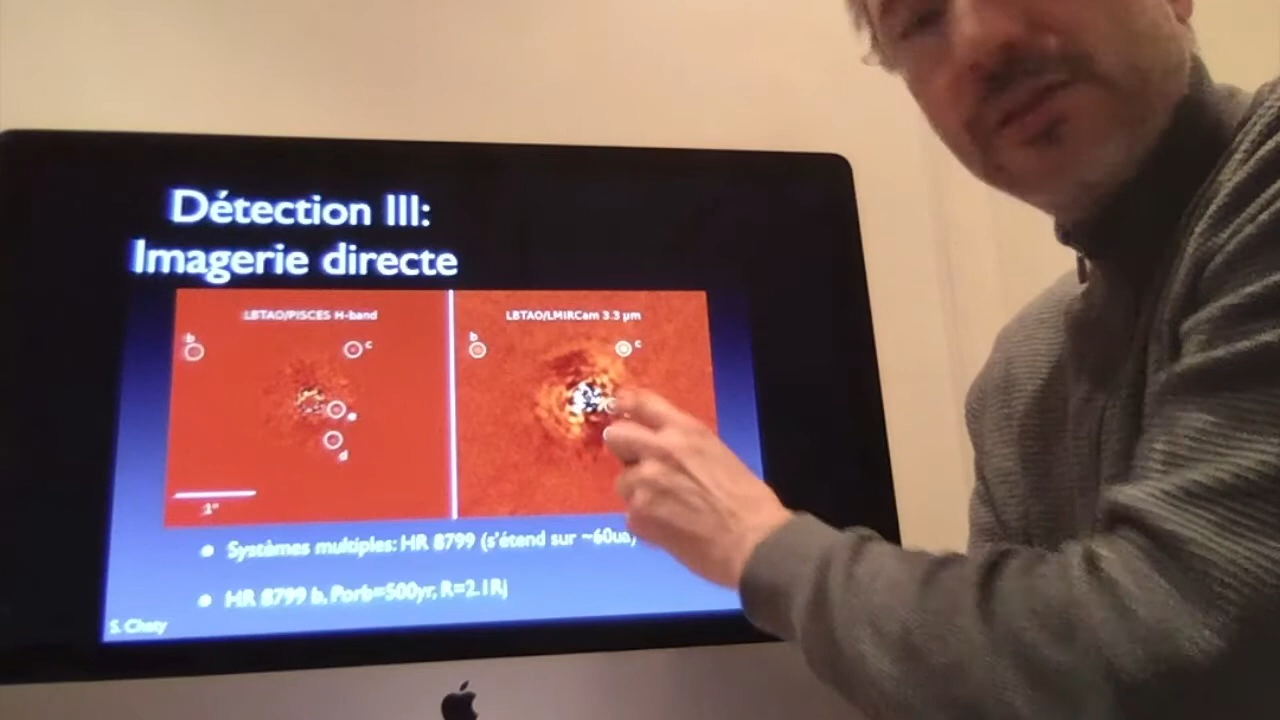 Détection III:
Imagerie directe
LBTAO/PISCES H-band
LBTAO/LMIRCam 3.3 µm
b
c
e
d
1"
b
c
• Systèmes multiples: HR 8799 (s'étend sur ~60ua)
• HR 8799 b, Porb=500yr, R=2.1Rj
S. Chaty